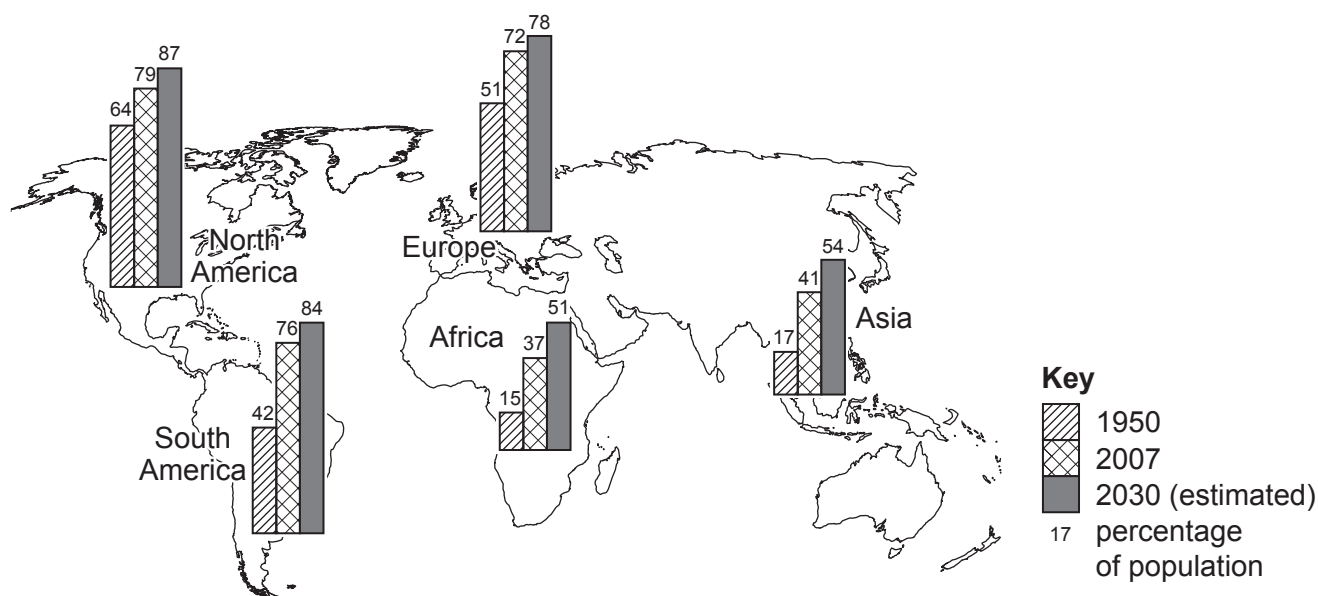 64
79
87
North
America
51
72
78
Europe
42
76
84
South
America
15
37
51
Africa
17
41
54
Asia
Key
1950
2007
2030 (estimated)
17 percentage
of population